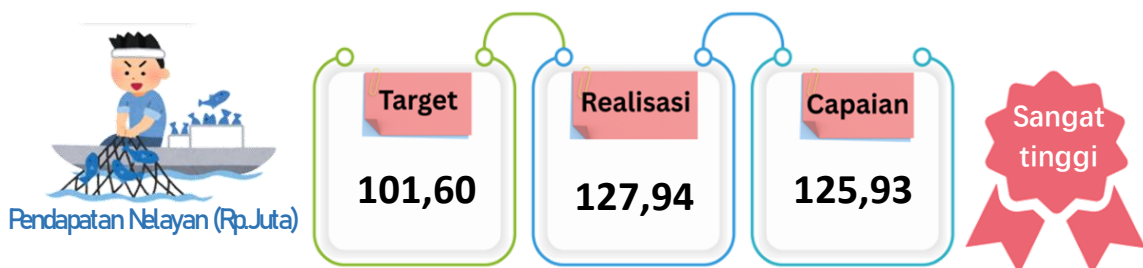 Target
Realisasi
Capaian
Sangat
tinggi
101,60
127,94
125,93
Pendapatan Nelayan (Rp.Juta)